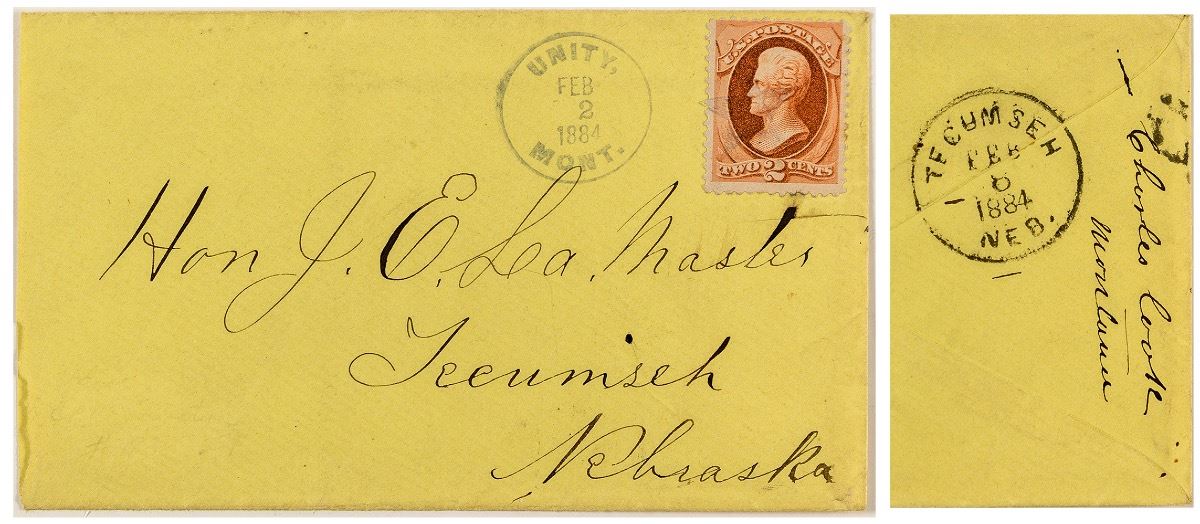 UNITY,
FEB
2
1884
MONT.
U.S. POSTAGE
TWO 2 CENTS
Hon J. E. La Master
Tecumseh
Nebraska
TECUMSEH
FEB
1884
NEB.
Charles Cook
Montana